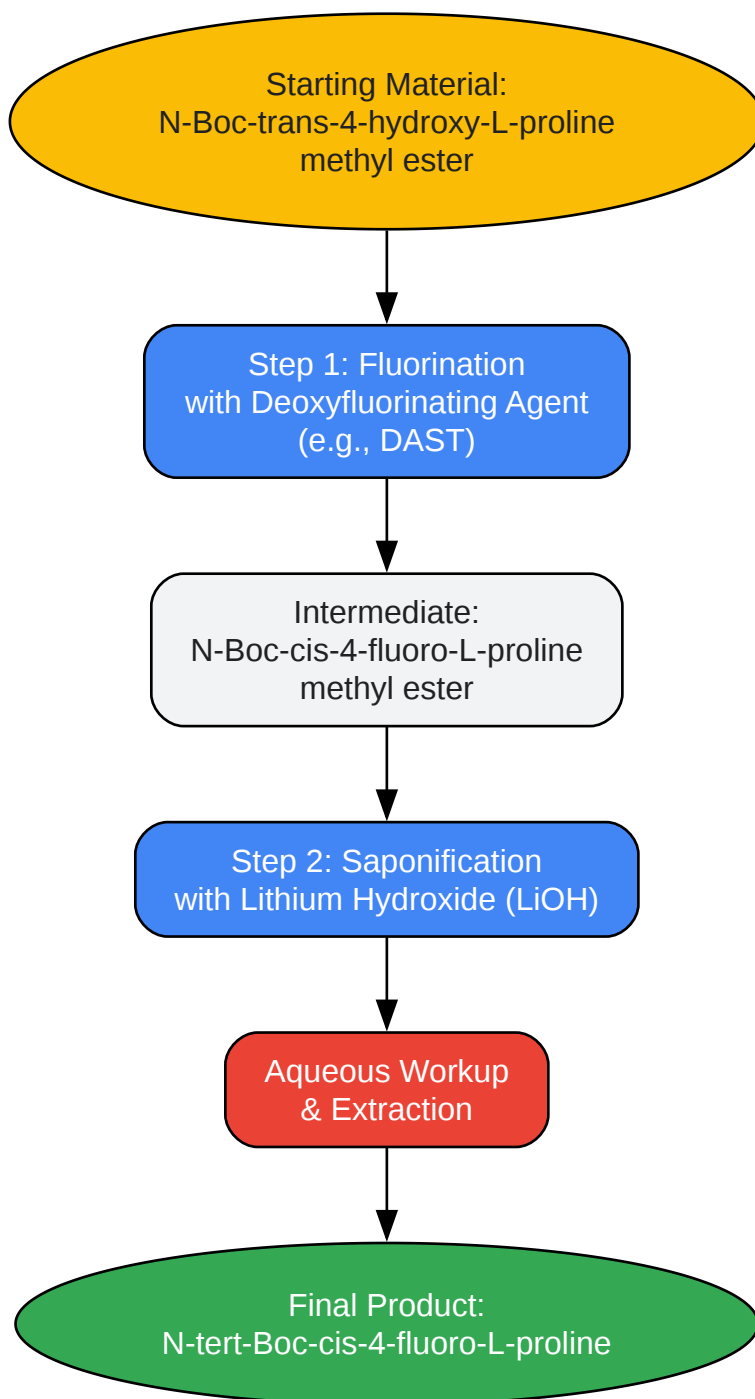 Starting Material:
N-Boc-trans-4-hydroxy-L-proline
methyl ester
Step 1: Fluorination
with Deoxyfluorinating Agent
(e.g., DAST)
Intermediate:
N-Boc-cis-4-fluoro-L-proline
methyl ester
Step 2: Saponification
with Lithium Hydroxide (LiOH)
Aqueous Workup
& Extraction
Final Product:
N-tert-Boc-cis-4-fluoro-L-proline